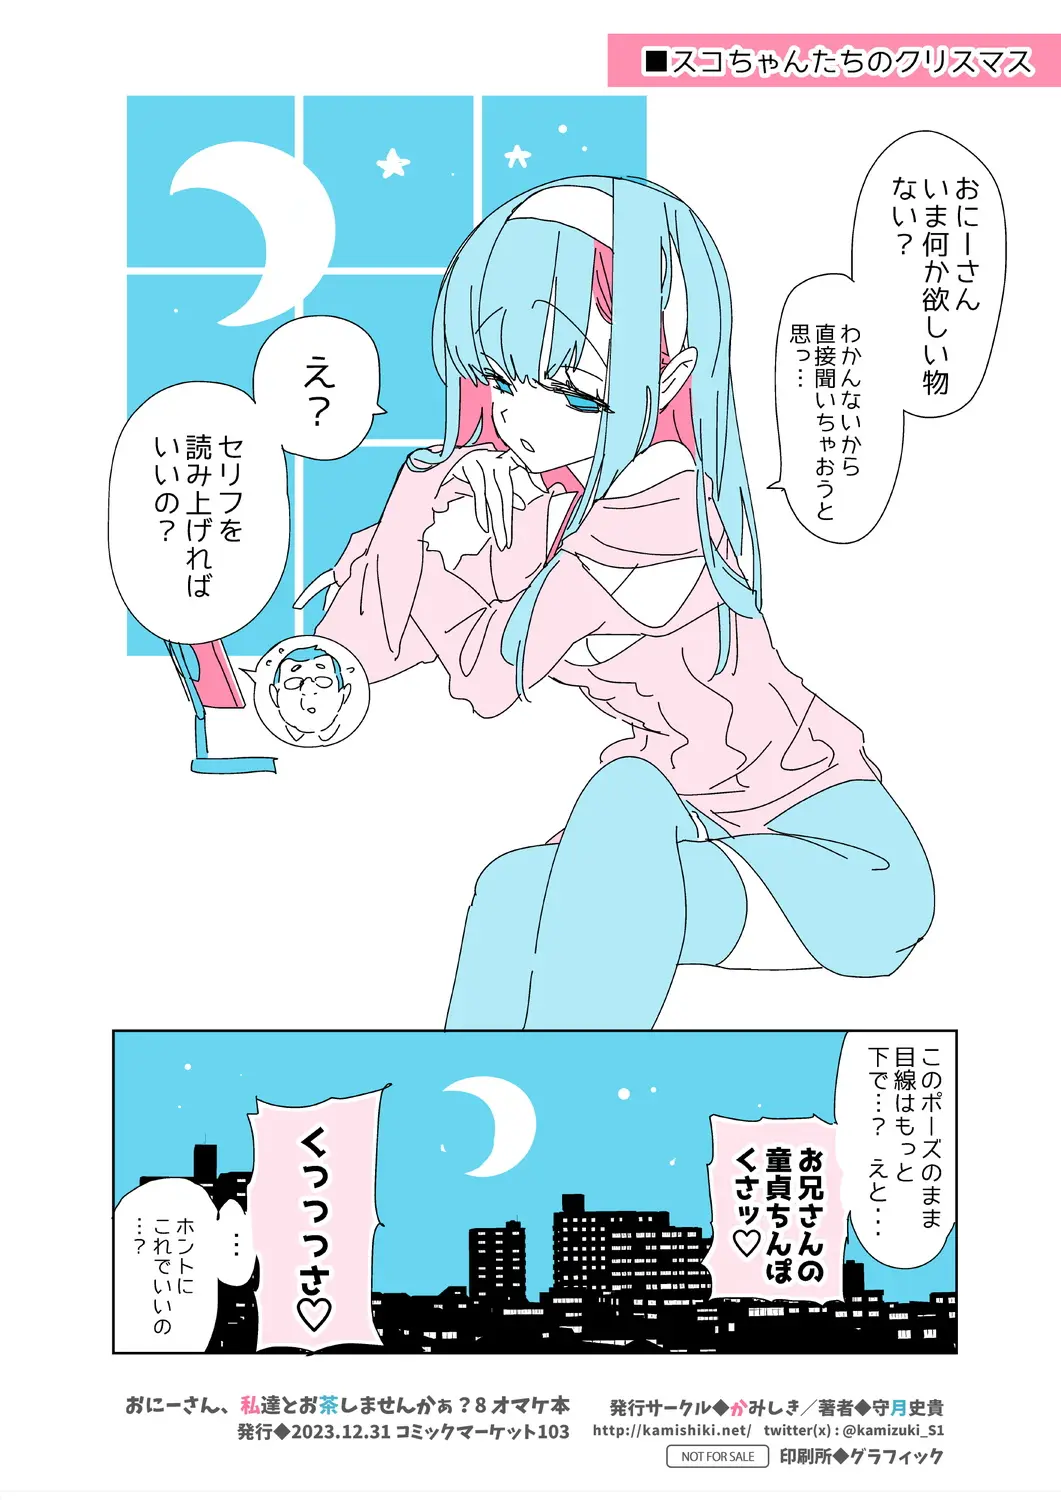 ■スコちゃんたちのクリスマス
おにーさん
いま何か欲しい物
ない？
わかんないから
直接聞いちゃおうと
思っ…
え？
セリフを
読み上げれば
いいの？
このポーズのまま
目線はもっと
下で…？ えと・・・
お兄さんの
童貞ちんぽ
くさッ♡
くっっっさ♡
…
ホントに
これでいいの
…？
おにーさん、私達とお茶しませんかぁ？8 オマケ本
発行◆2023.12.31 コミックマーケット103
発行サークル◆かみしき／著者◆守月史貴
http://kamishiki.net/ twitter(x)：@kamizuki_S1
NOT FOR SALE 印刷所◆グラフィック